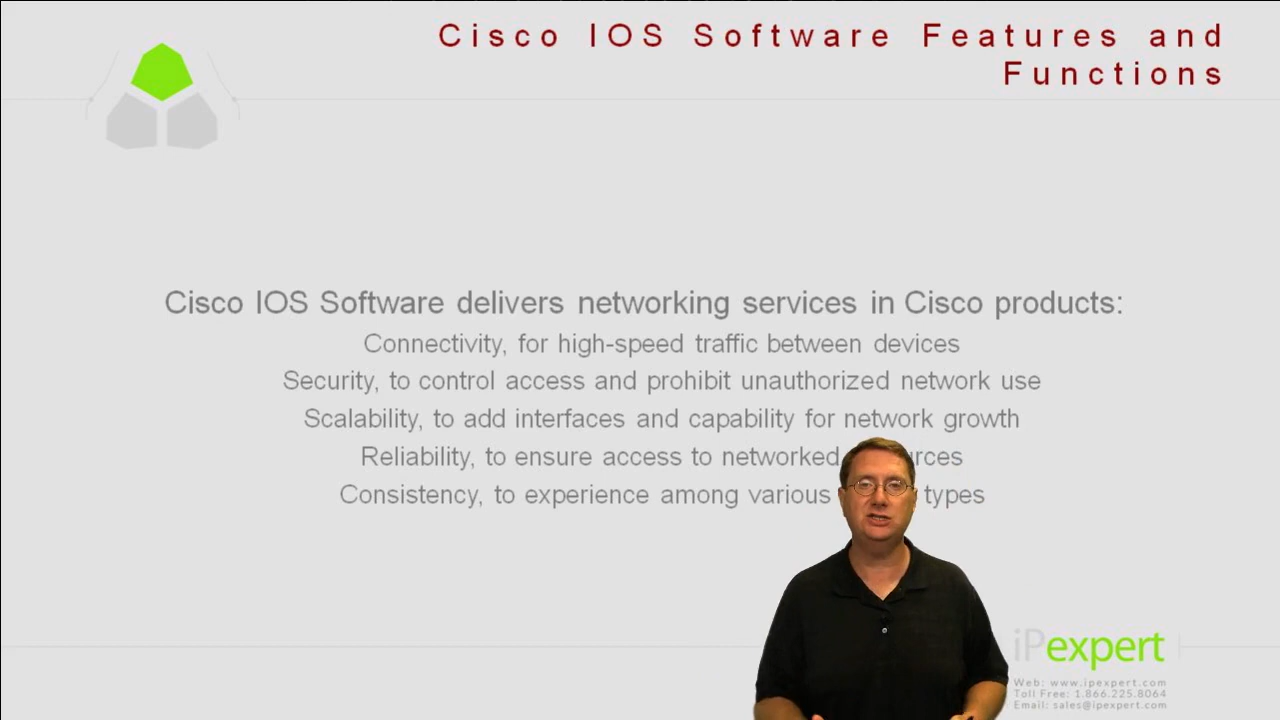 Cisco IOS Software Features and
Functions
Cisco IOS Software delivers networking services in Cisco products:
Connectivity, for high-speed traffic between devices
Security, to control access and prohibit unauthorized network use
Scalability, to add interfaces and capability for network growth
Reliability, to ensure access to networked
Consistency, to experience among various types
iPexpert
Web: www.ipexpert.com
Toll Free: 1.866.225.8064
Email: sales@ipexpert.com